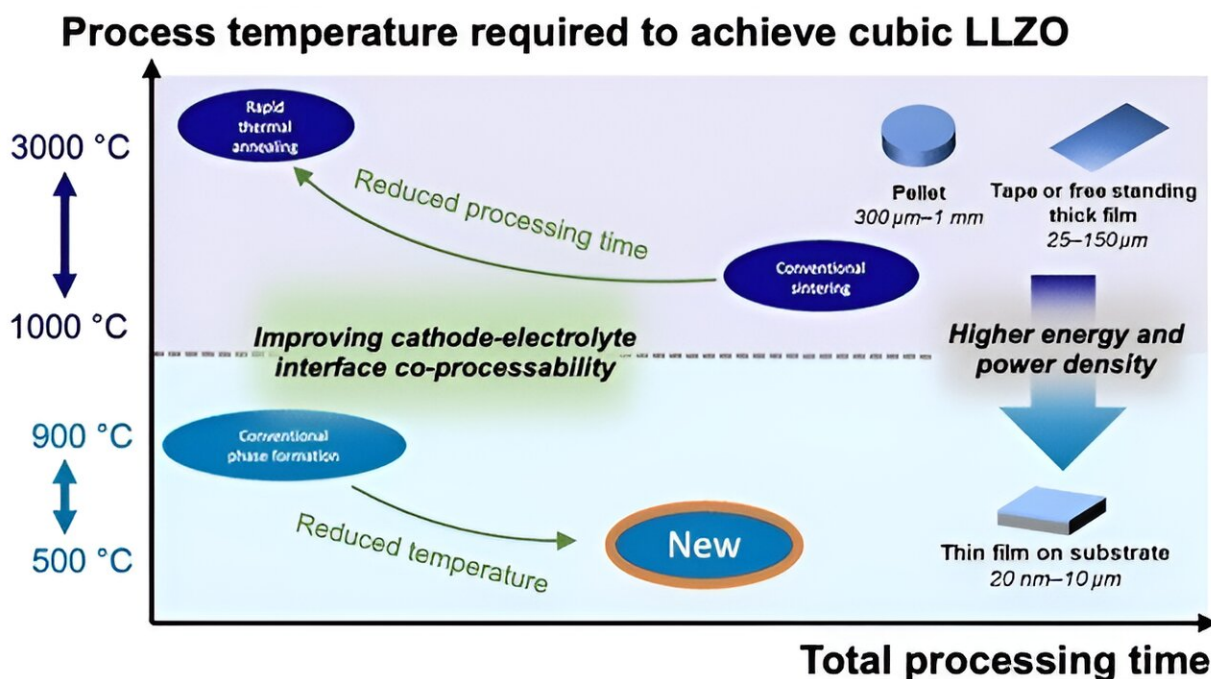 Process temperature required to achieve cubic LLZO
3000 °C
1000 °C
900 °C
500 °C
Rapid
thermal
annealing
Reduced processing time
Conventional
sintering
Pellet
300 µm–1 mm
Tape or free standing
thick film
25–150 µm
Improving cathode-electrolyte
interface co-processability
Higher energy and
power density
Conventional
phase formation
Reduced temperature
New
Thin film on substrate
20 nm–10 µm
Total processing time